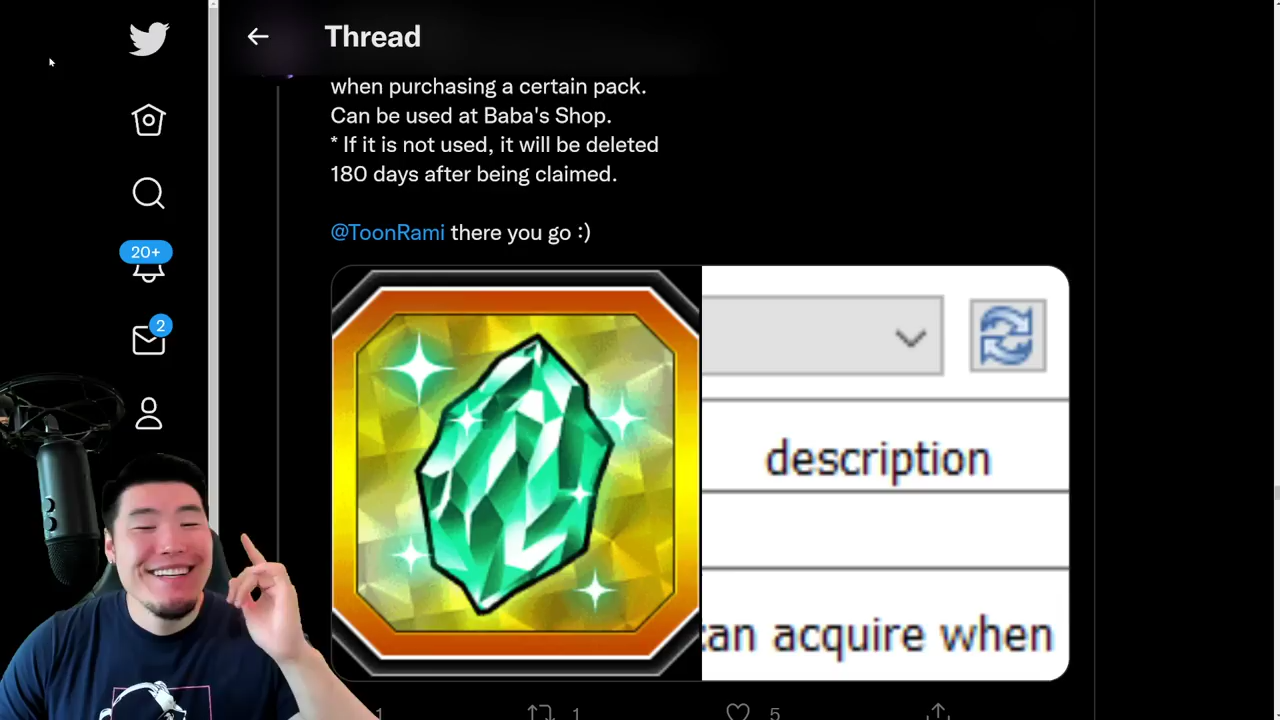 Thread
when purchasing a certain pack.
Can be used at Baba's Shop.
* If it is not used, it will be deleted
180 days after being claimed.
20+
@ToonRami there you go :)
2
description
can acquire when
1
1
5